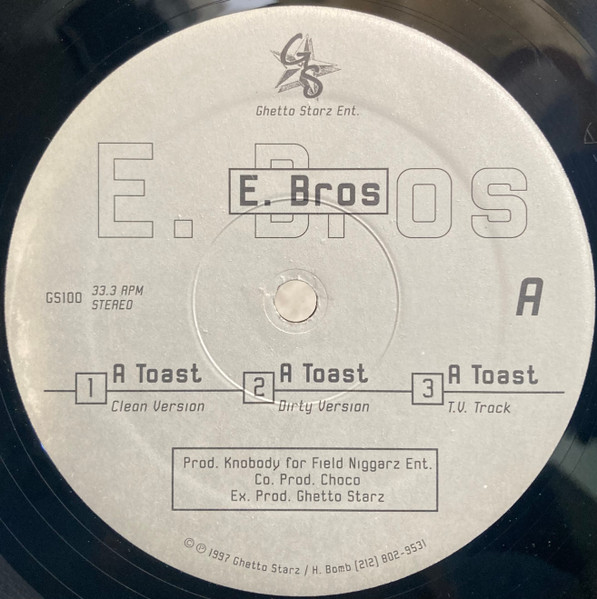 GS
Ghetto Starz Ent.
E. Bros
E. Bros
GS100
33.3 RPM
STEREO
A
1 A Toast
Clean Version
2 A Toast
Dirty Version
3 A Toast
T.V. Track
Prod. Knobody for Field Niggarz Ent.
Co. Prod. Choco
Ex. Prod. Ghetto Starz
© ℗ 1997 Ghetto Starz / H. Bomb (212) 802-9531